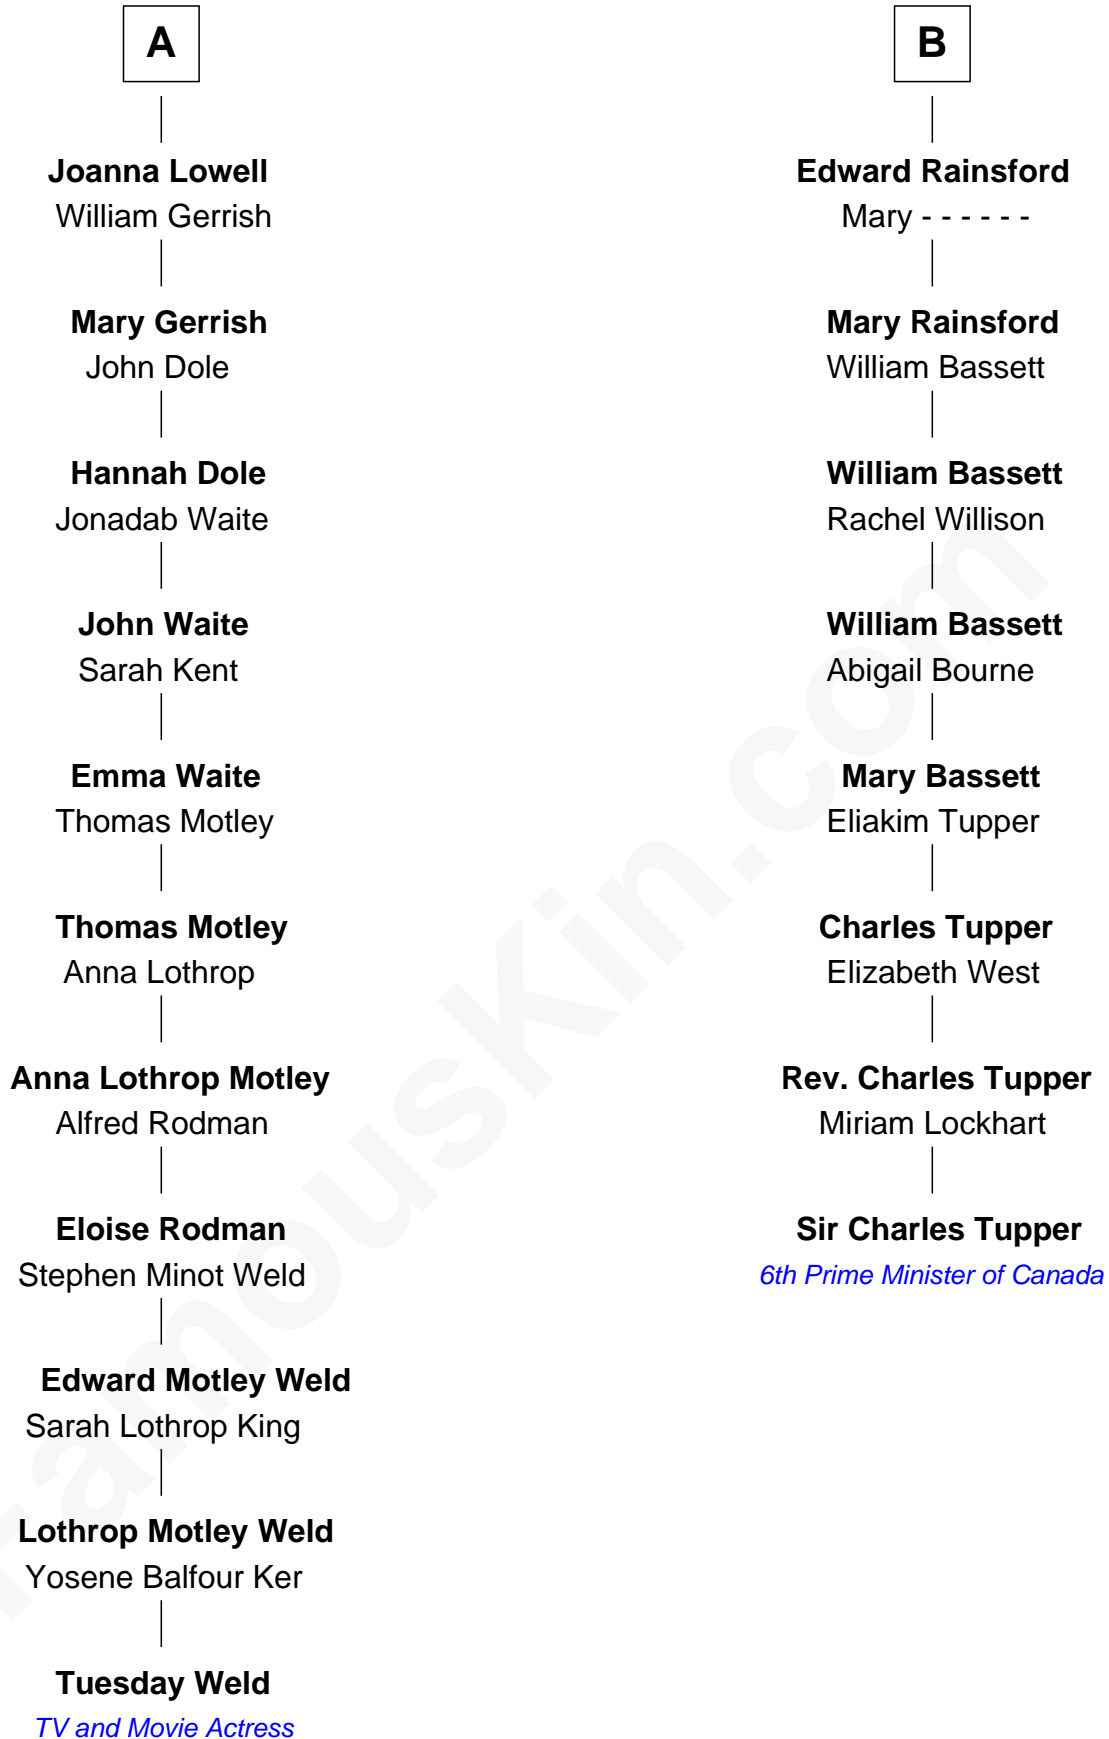 A
Joanna Lowell
William Gerrish
Mary Gerrish
John Dole
Hannah Dole
Jonadab Waite
John Waite
Sarah Kent
Emma Waite
Thomas Motley
Thomas Motley
Anna Lothrop
Anna Lothrop Motley
Alfred Rodman
Eloise Rodman
Stephen Minot Weld
Edward Motley Weld
Sarah Lothrop King
Lothrop Motley Weld
Yosene Balfour Ker
Tuesday Weld
TV and Movie Actress
B
Edward Rainsford
Mary - - - - - -
Mary Rainsford
William Bassett
William Bassett
Rachel Willison
William Bassett
Abigail Bourne
Mary Bassett
Eliakim Tupper
Charles Tupper
Elizabeth West
Rev. Charles Tupper
Miriam Lockhart
Sir Charles Tupper
6th Prime Minister of Canada
FamousKin.com